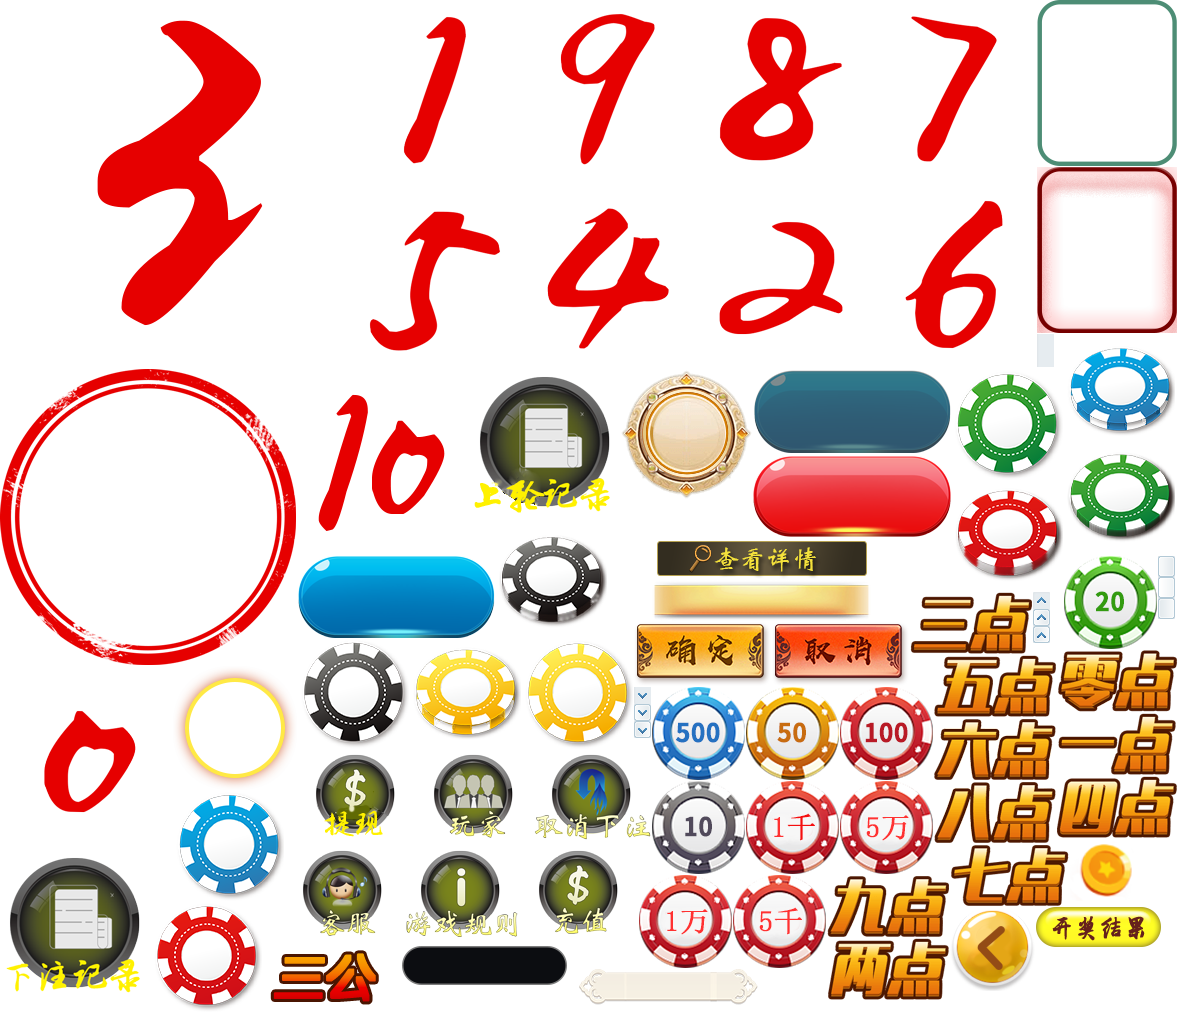 3
1
9
8
7
5
4
2
6
10
上轮记录
查看详情
20
三点
确定
取消
五点
零点
500
50
100
六点
一点
0
$
提现
玩家
取消下注
10
1千
5万
八点
四点
七点
客服
i
游戏规则
$
充值
1万
5千
九点
开奖结果
下注记录
三公
两点